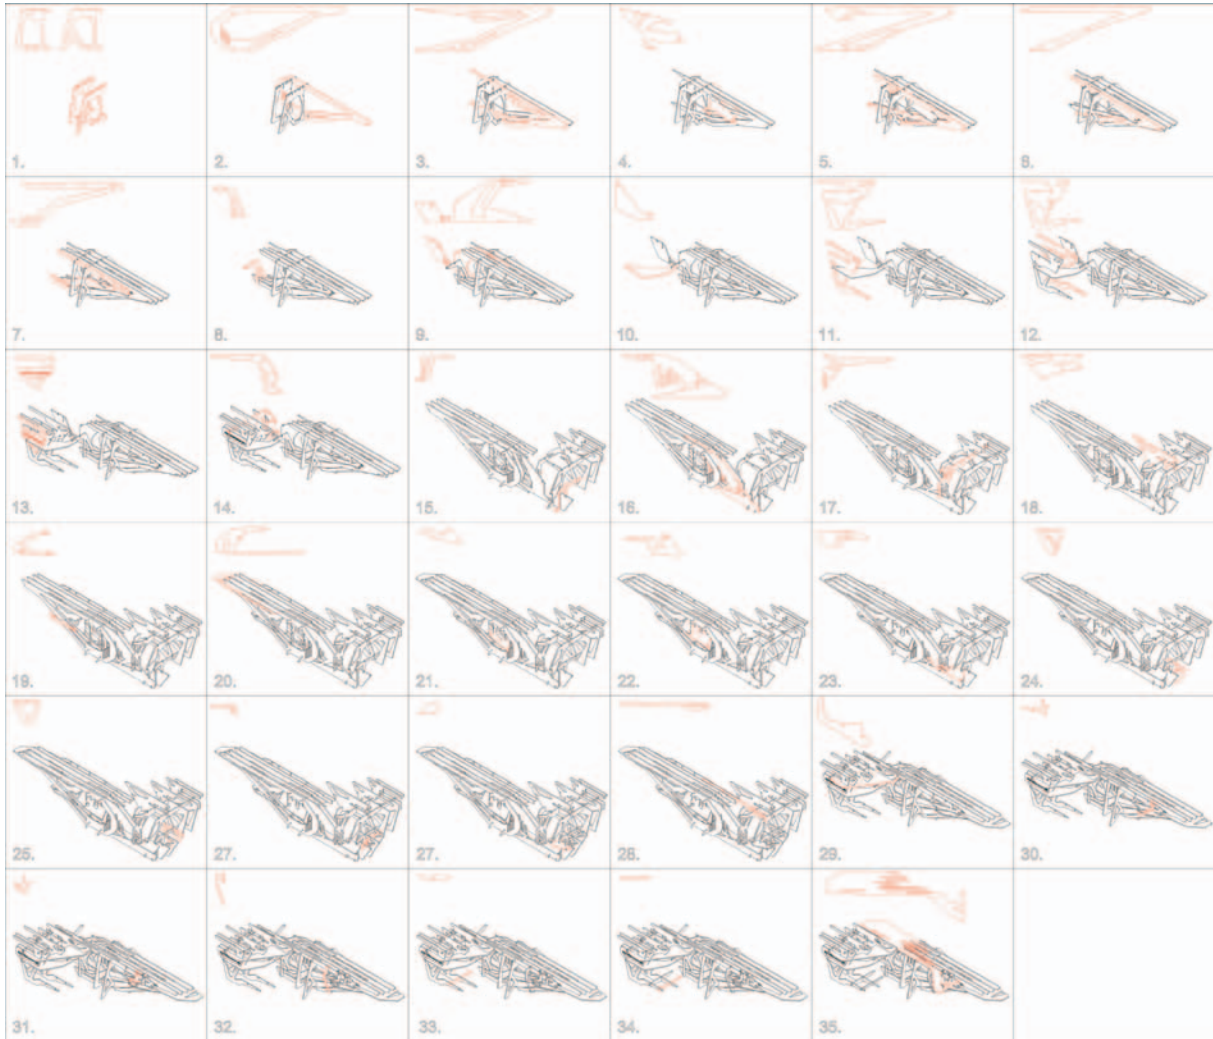 1. 2. 3. 4. 5. 6.
7. 8. 9. 10. 11. 12.
13. 14. 15. 16. 17. 18.
19. 20. 21. 22. 23. 24.
25. 27. 27. 28. 29. 30.
31. 32. 33. 34. 35.